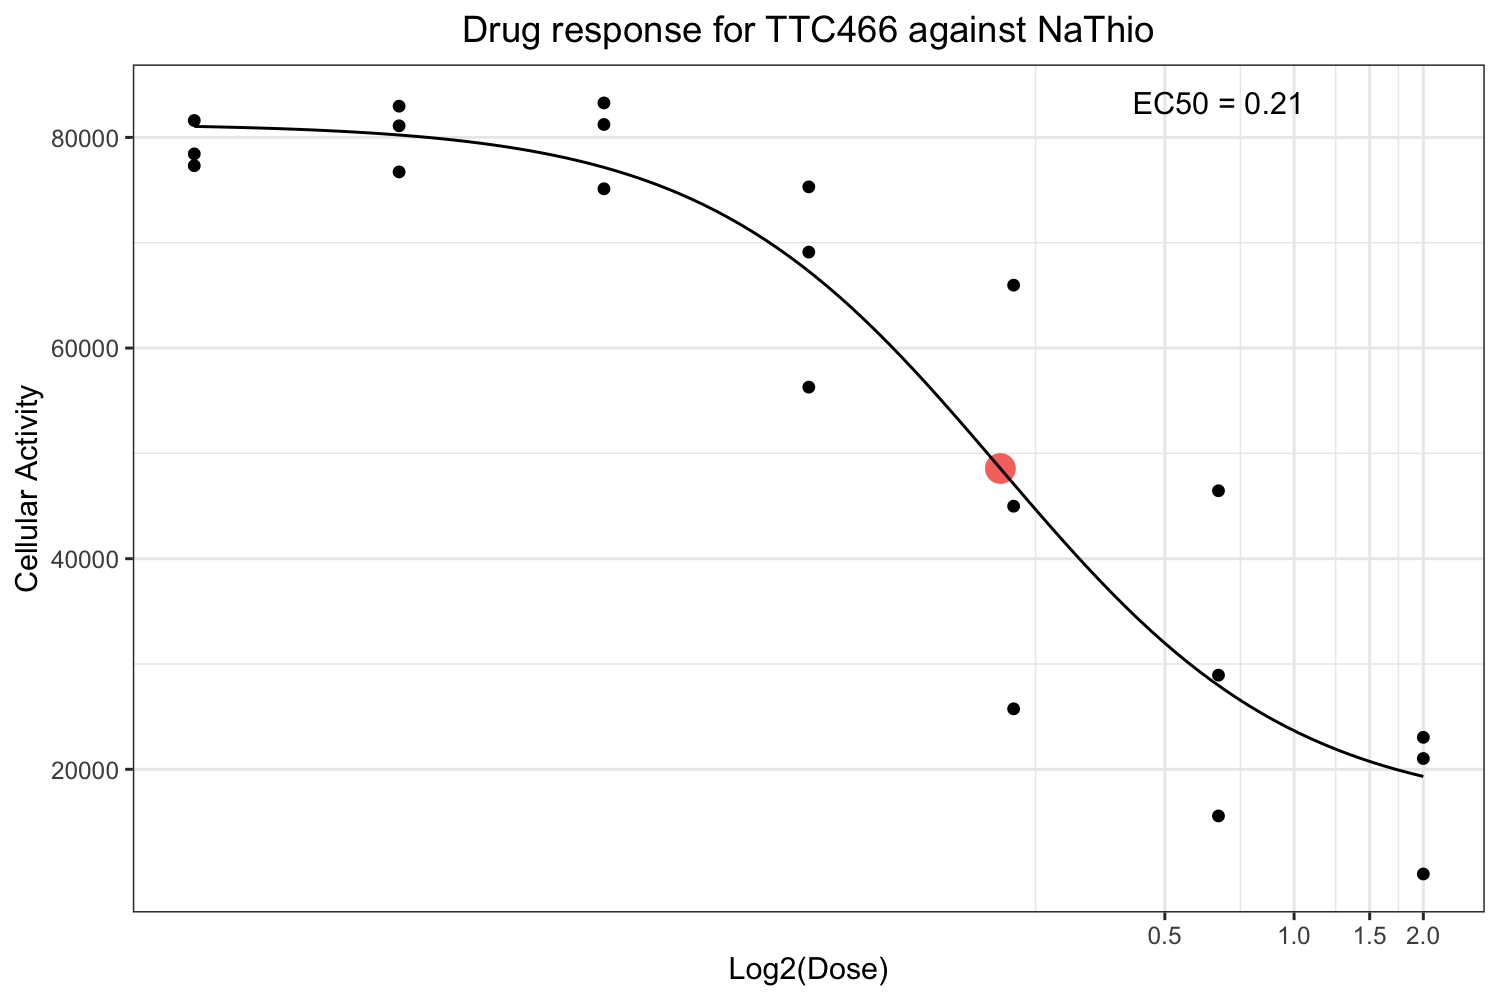 Drug response for TTC466 against NaThio
EC50 = 0.21
Cellular Activity
80000
60000
40000
20000
0.5 1.0 1.5 2.0
Log2(Dose)